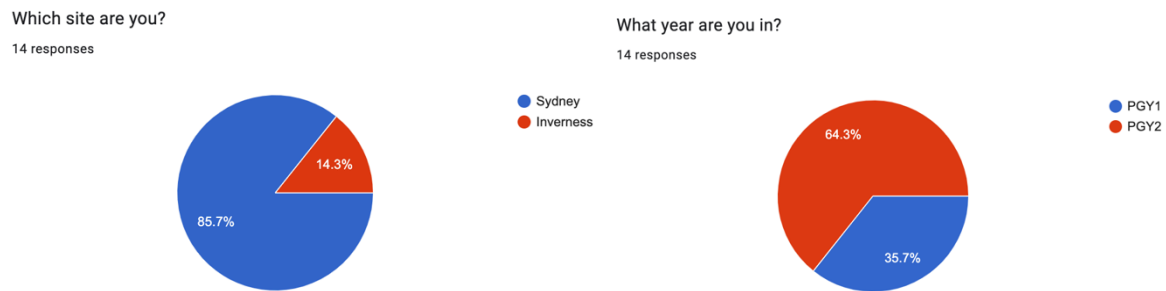 Which site are you?
14 responses
Sydney
Inverness
14.3%
85.7%
What year are you in?
14 responses
PGY1
PGY2
64.3%
35.7%